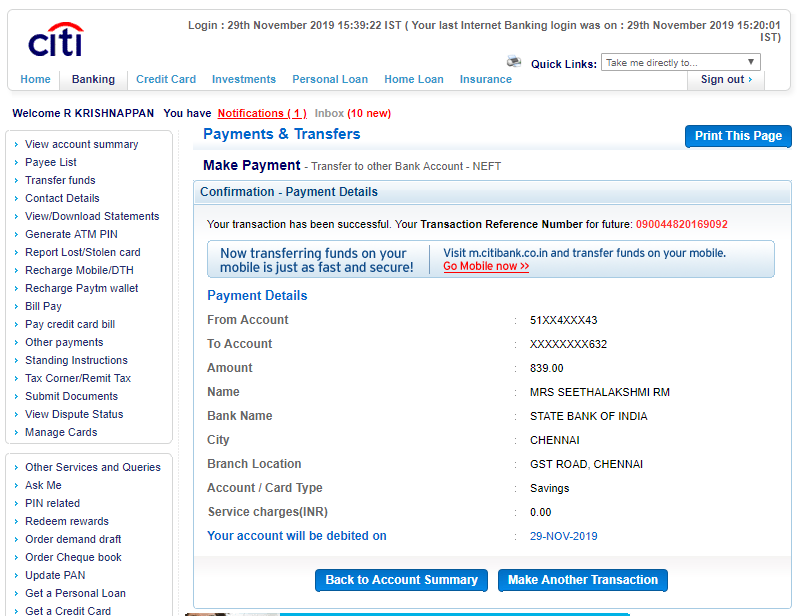 citi
Login : 29th November 2019 15:39:22 IST ( Your last Internet Banking login was on : 29th November 2019 15:20:01
IST)
Quick Links: Take me directly to...
Home Banking Credit Card Investments Personal Loan Home Loan Insurance Sign out ›
Welcome R KRISHNAPPAN You have Notifications ( 1 ) Inbox (10 new)
View account summary
Payee List
Transfer funds
Contact Details
View/Download Statements
Generate ATM PIN
Report Lost/Stolen card
Recharge Mobile/DTH
Recharge Paytm wallet
Bill Pay
Pay credit card bill
Other payments
Standing Instructions
Tax Corner/Remit Tax
Submit Documents
View Dispute Status
Manage Cards
Other Services and Queries
Ask Me
PIN related
Redeem rewards
Order demand draft
Order Cheque book
Update PAN
Get a Personal Loan
Get a Credit Card
Payments & Transfers
Print This Page
Make Payment - Transfer to other Bank Account - NEFT
Confirmation - Payment Details
Your transaction has been successful. Your Transaction Reference Number for future: 090044820169092
Now transferring funds on your
mobile is just as fast and secure!
Visit m.citibank.co.in and transfer funds on your mobile.
Go Mobile now >>
Payment Details
From Account : 51XX4XXX43
To Account : XXXXXXXX632
Amount : 839.00
Name : MRS SEETHALAKSHMI RM
Bank Name : STATE BANK OF INDIA
City : CHENNAI
Branch Location : GST ROAD, CHENNAI
Account / Card Type : Savings
Service charges(INR) : 0.00
Your account will be debited on : 29-NOV-2019
Back to Account Summary Make Another Transaction